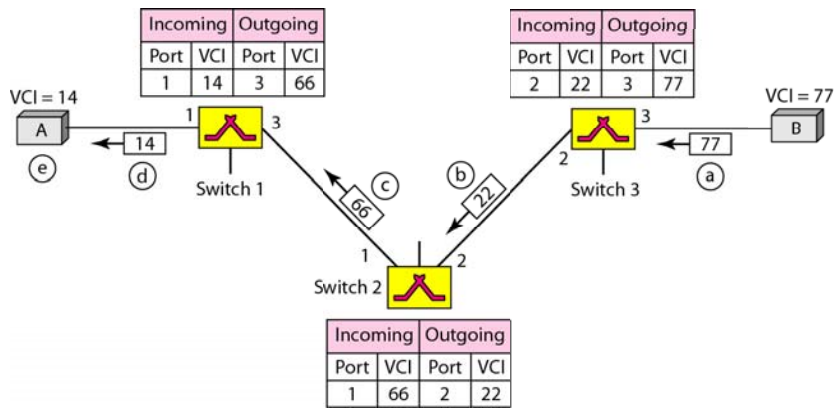 Incoming Outgoing
Port VCI Port VCI
1 14 3 66
Incoming Outgoing
Port VCI Port VCI
2 22 3 77
VCI = 14
A
e
14
d
1
3
Switch 1
c
66
b
22
2
3
Switch 3
77
a
VCI = 77
B
1
2
Switch 2
Incoming Outgoing
Port VCI Port VCI
1 66 2 22